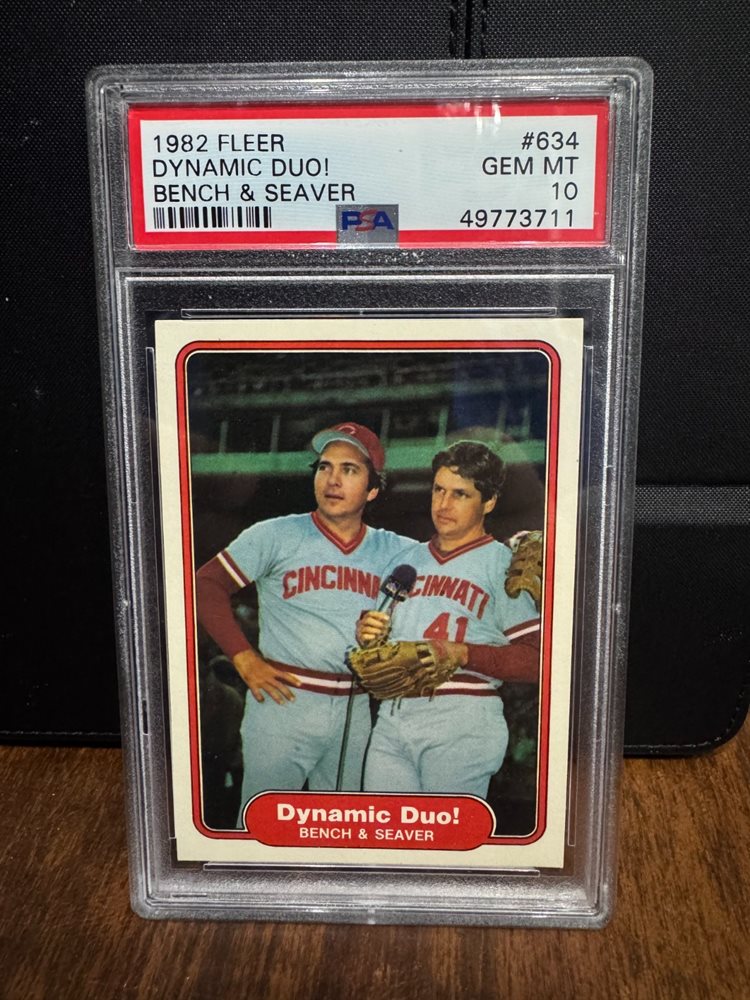 1982 FLEER #634
DYNAMIC DUO! GEM MT
BENCH & SEAVER 10
PSA 49773711
CINCINN CINNATI
41
Dynamic Duo!
BENCH & SEAVER